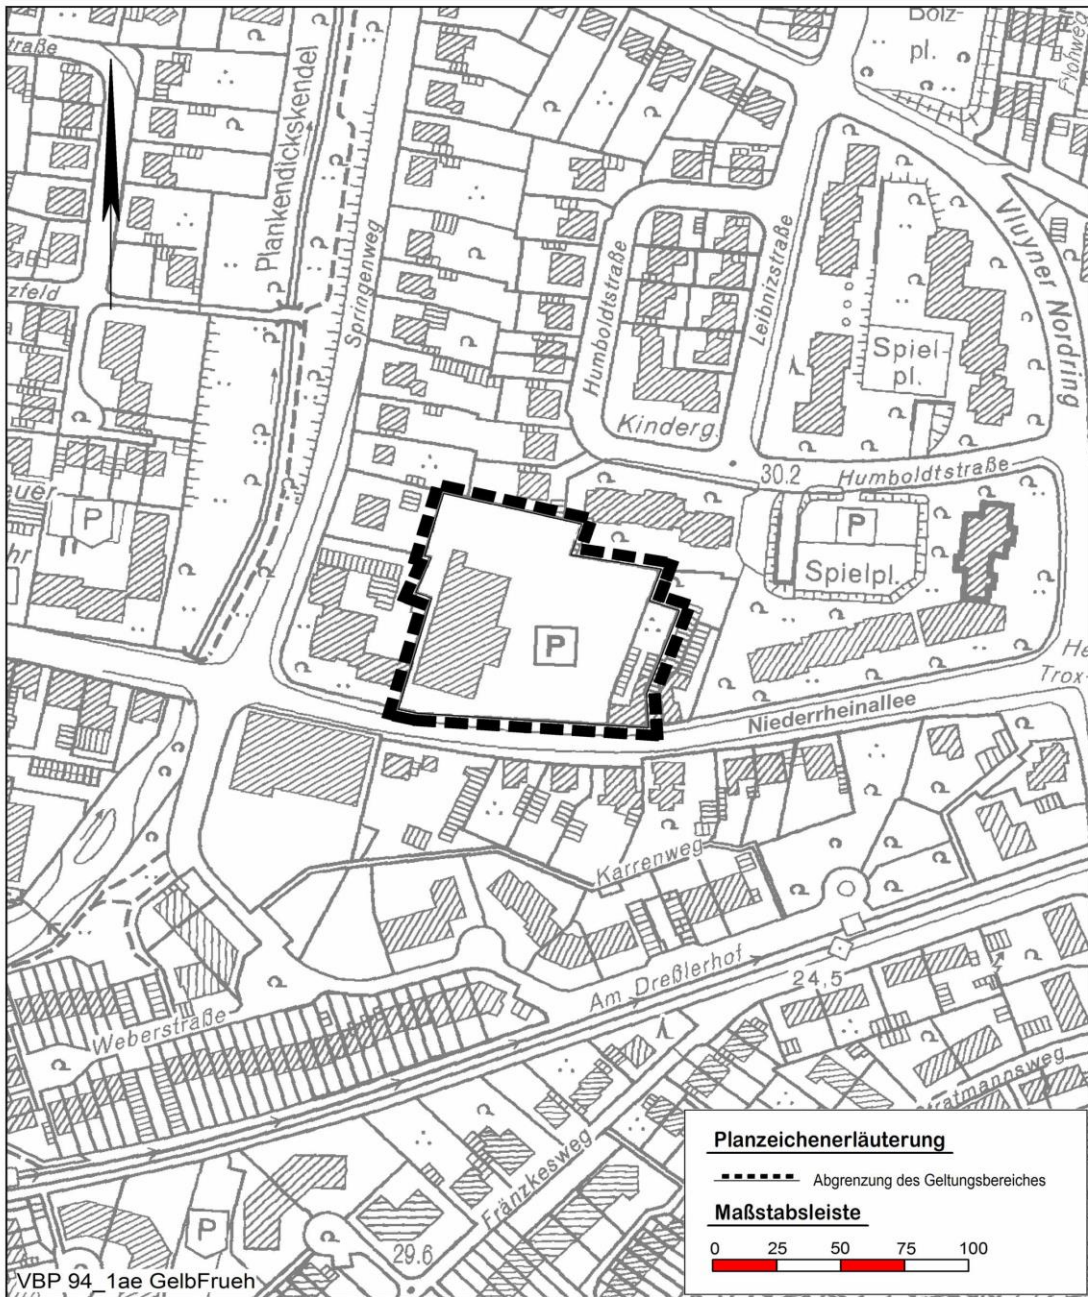 Bolz-
pl.
straße
Plankendickskendel
Flohweg
Springenweg
Humboldtstraße
Leibnizstraße
Vluyner Nordring
zfeld
Spiel-
pl.
Kinderg.
30.2
Humboldtstraße
P
P
Spielpl.
P
Niederrheinallee
Trox-
Karrenweg
Am Dreßlerhof
24,5
Weberstraße
Stratmannsweg
Fränzkesweg
P
29.6
Planzeichenerläuterung
Abgrenzung des Geltungsbereiches
Maßstabsleiste
0 25 50 75 100
VBP 94_1ae GelbFrueh